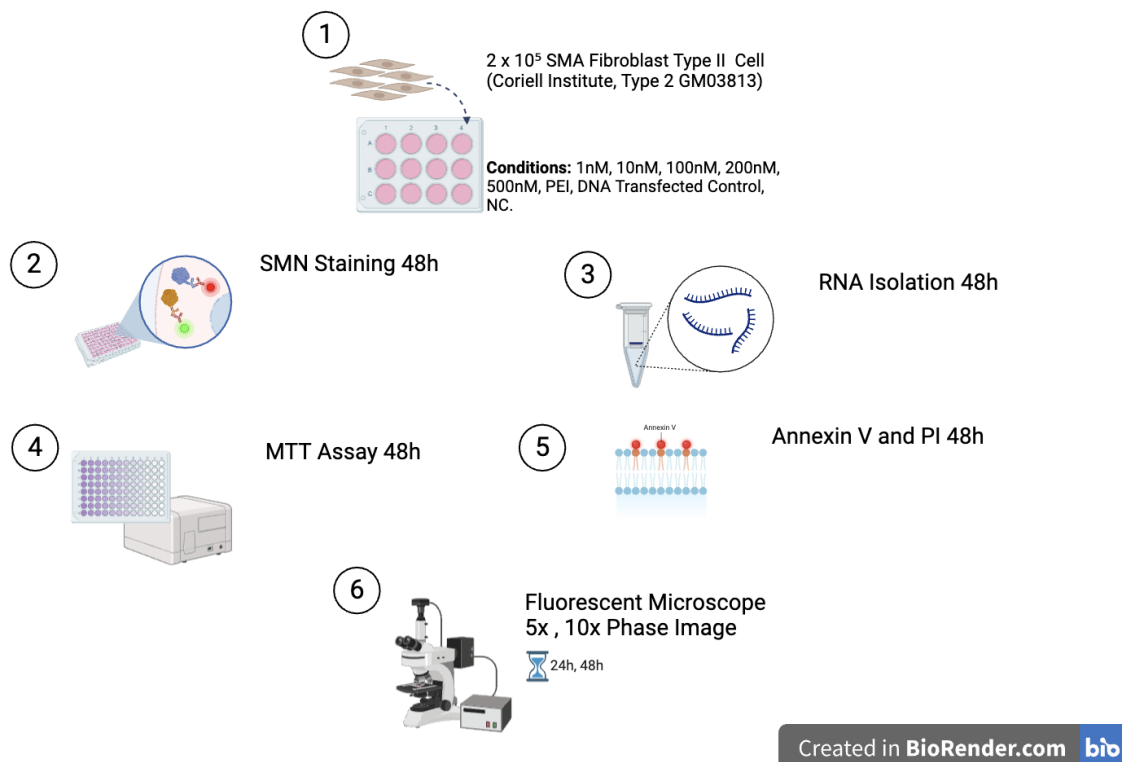 1
2 x 10⁵ SMA Fibroblast Type II Cell
(Coriell Institute, Type 2 GM03813)
1 2 3 4
A
B
C
Conditions: 1nM, 10nM, 100nM, 200nM,
500nM, PEI, DNA Transfected Control,
NC.
2
SMN Staining 48h
3
RNA Isolation 48h
4
MTT Assay 48h
5
Annexin V
Annexin V and PI 48h
6
Fluorescent Microscope
5x , 10x Phase Image
24h, 48h
Created in BioRender.com bio